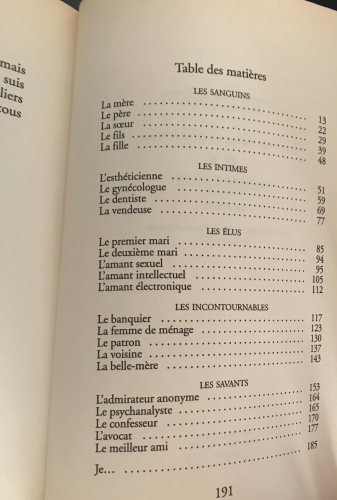 mais
suis
liers
Table des matières
LES SANGUINS
La mère ........ 13
Le père ........ 22
La sœur ........ 29
Le fils ........ 39
La fille ........ 48
LES INTIMES
L'esthéticienne ........ 51
Le gynécologue ........ 59
Le dentiste ........ 69
La vendeuse ........ 77
LES ÉLUS
Le premier mari ........ 85
Le deuxième mari ........ 94
L'amant sexuel ........ 95
L'amant intellectuel ........ 105
L'amant électronique ........ 112
LES INCONTOURNABLES
Le banquier ........ 117
La femme de ménage ........ 123
Le patron ........ 130
La voisine ........ 137
La belle-mère ........ 143
LES SAVANTS
L'admirateur anonyme ........ 153
Le psychanalyste ........ 164
Le confesseur ........ 165
L'avocat ........ 170
Le meilleur ami ........ 177
Je... ........ 185
191